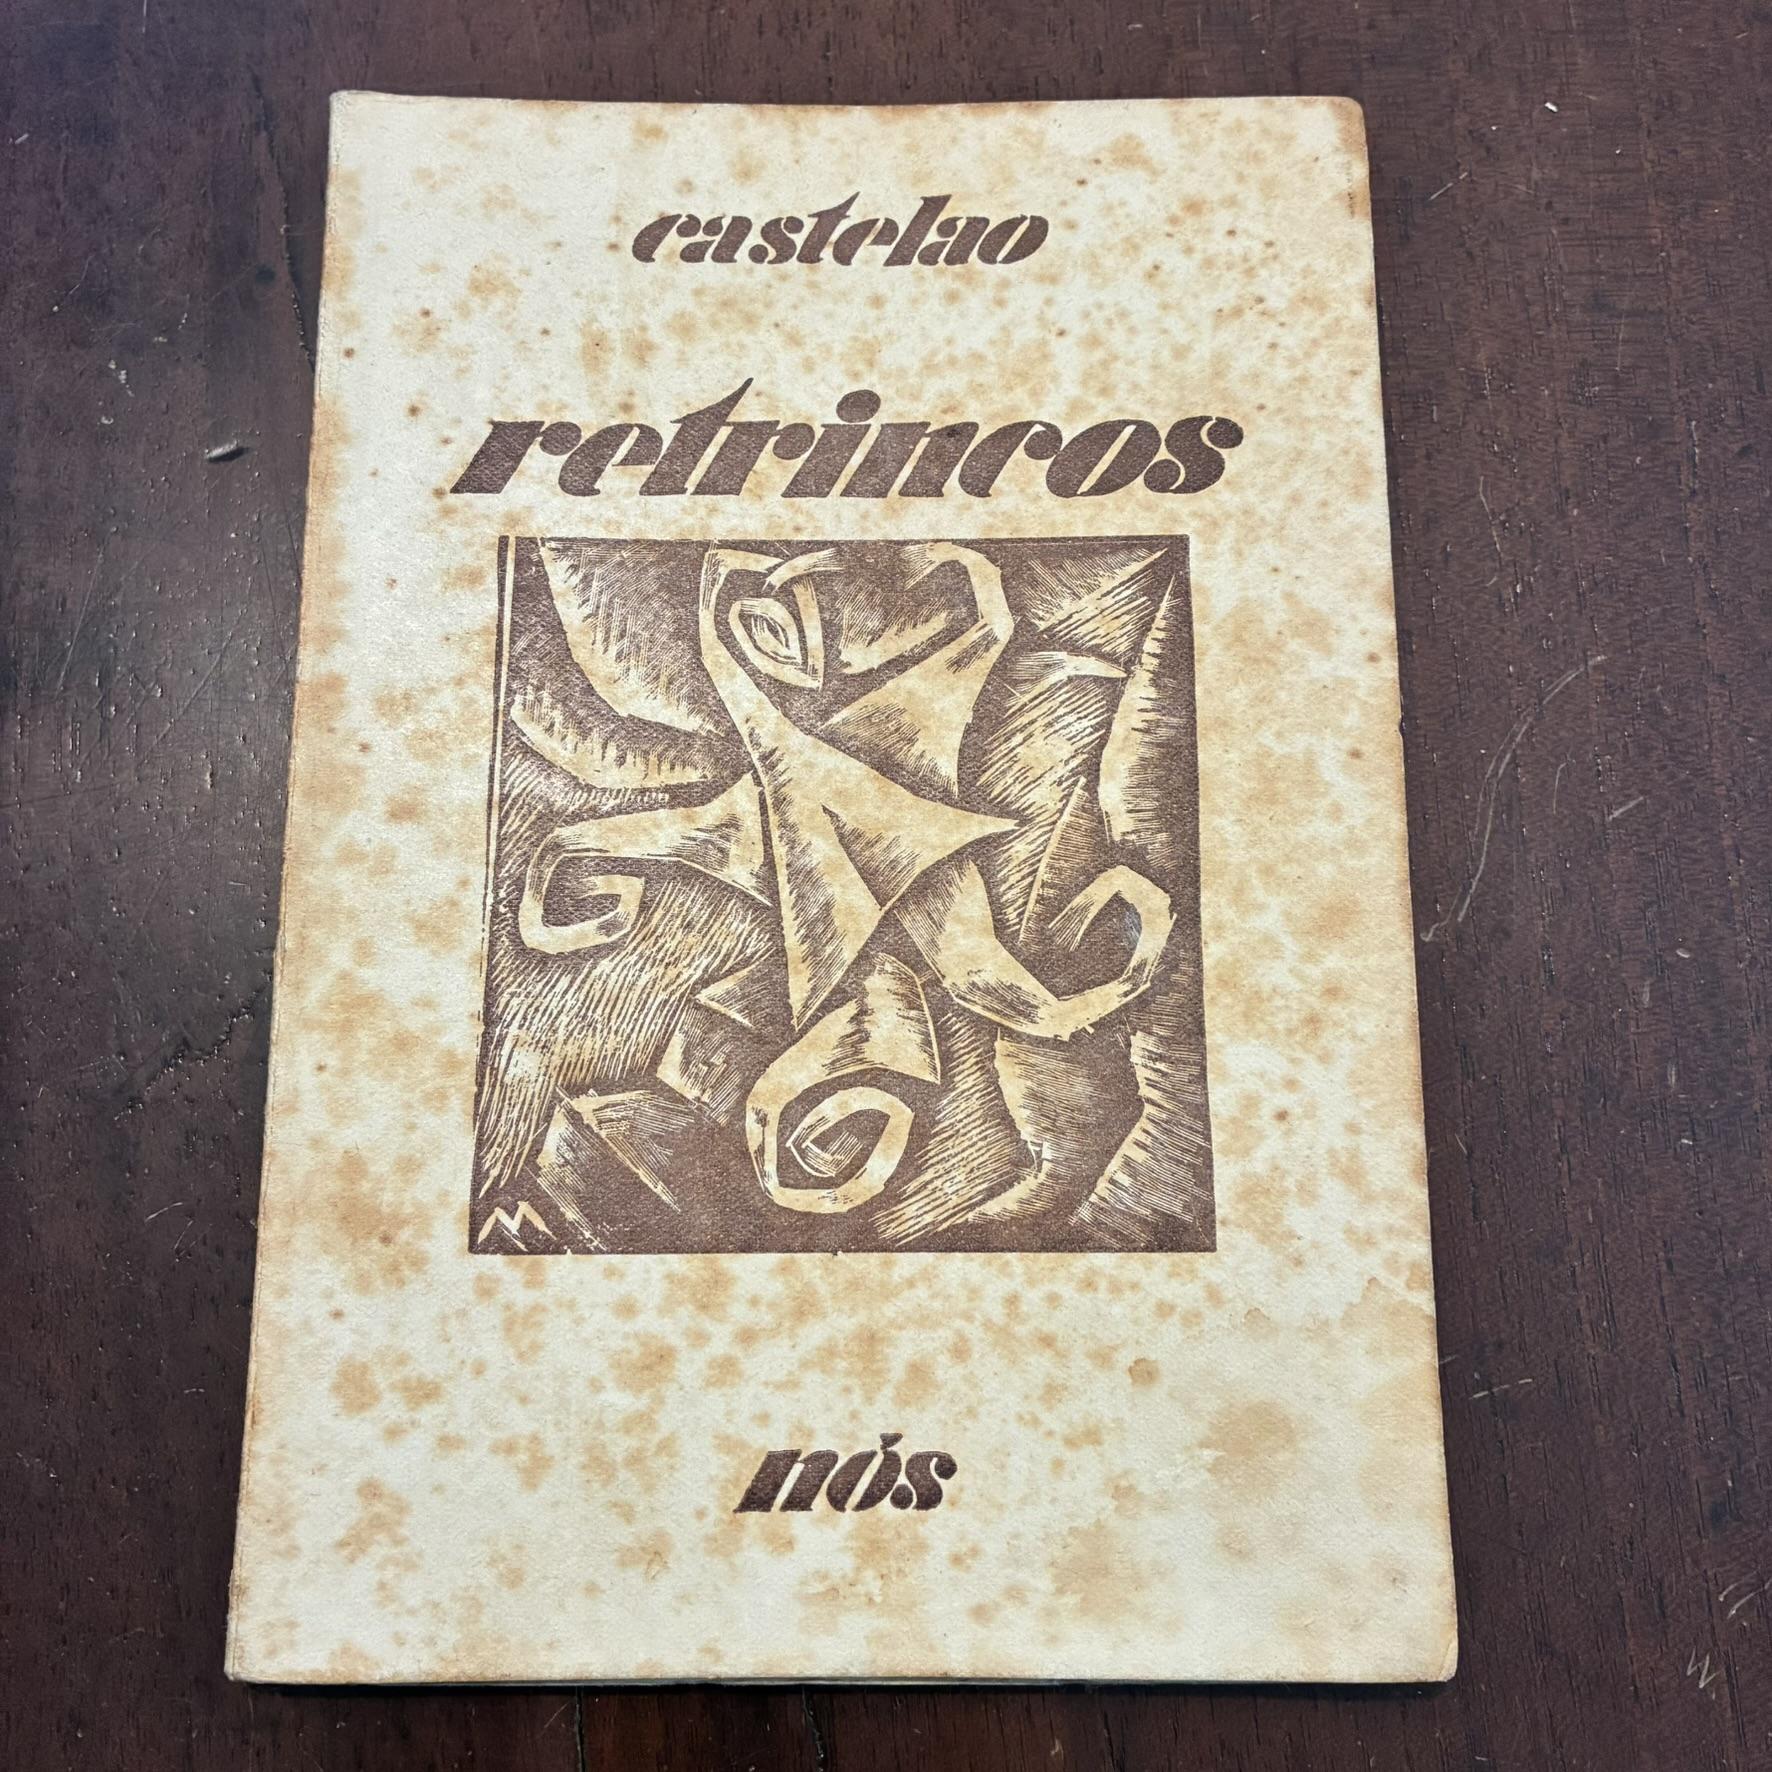 castelao
retrincos
M
nós